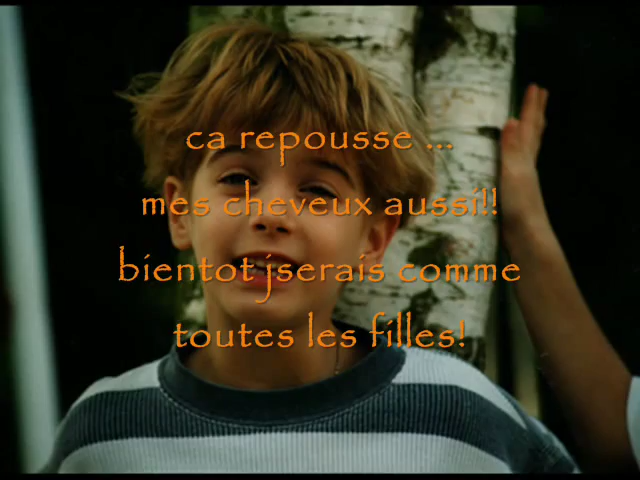 ca repousse ...
mes cheveux aussi!!
bientot jserais comme
toutes les filles!